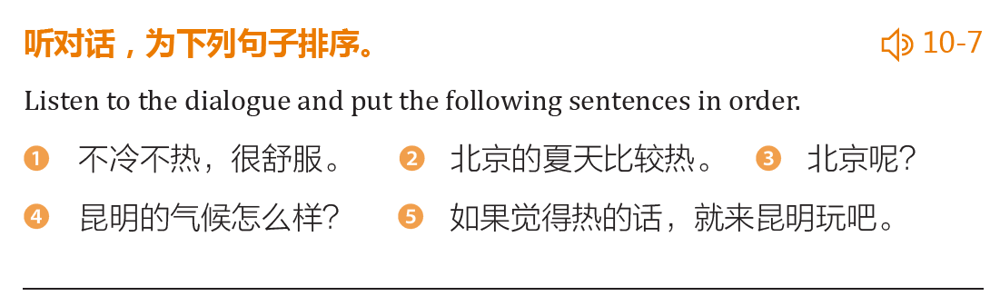 听对话，为下列句子排序。 10-7
Listen to the dialogue and put the following sentences in order.
1 不冷不热，很舒服。 2 北京的夏天比较热。 3 北京呢？
4 昆明的气候怎么样？ 5 如果觉得热的话，就来昆明玩吧。